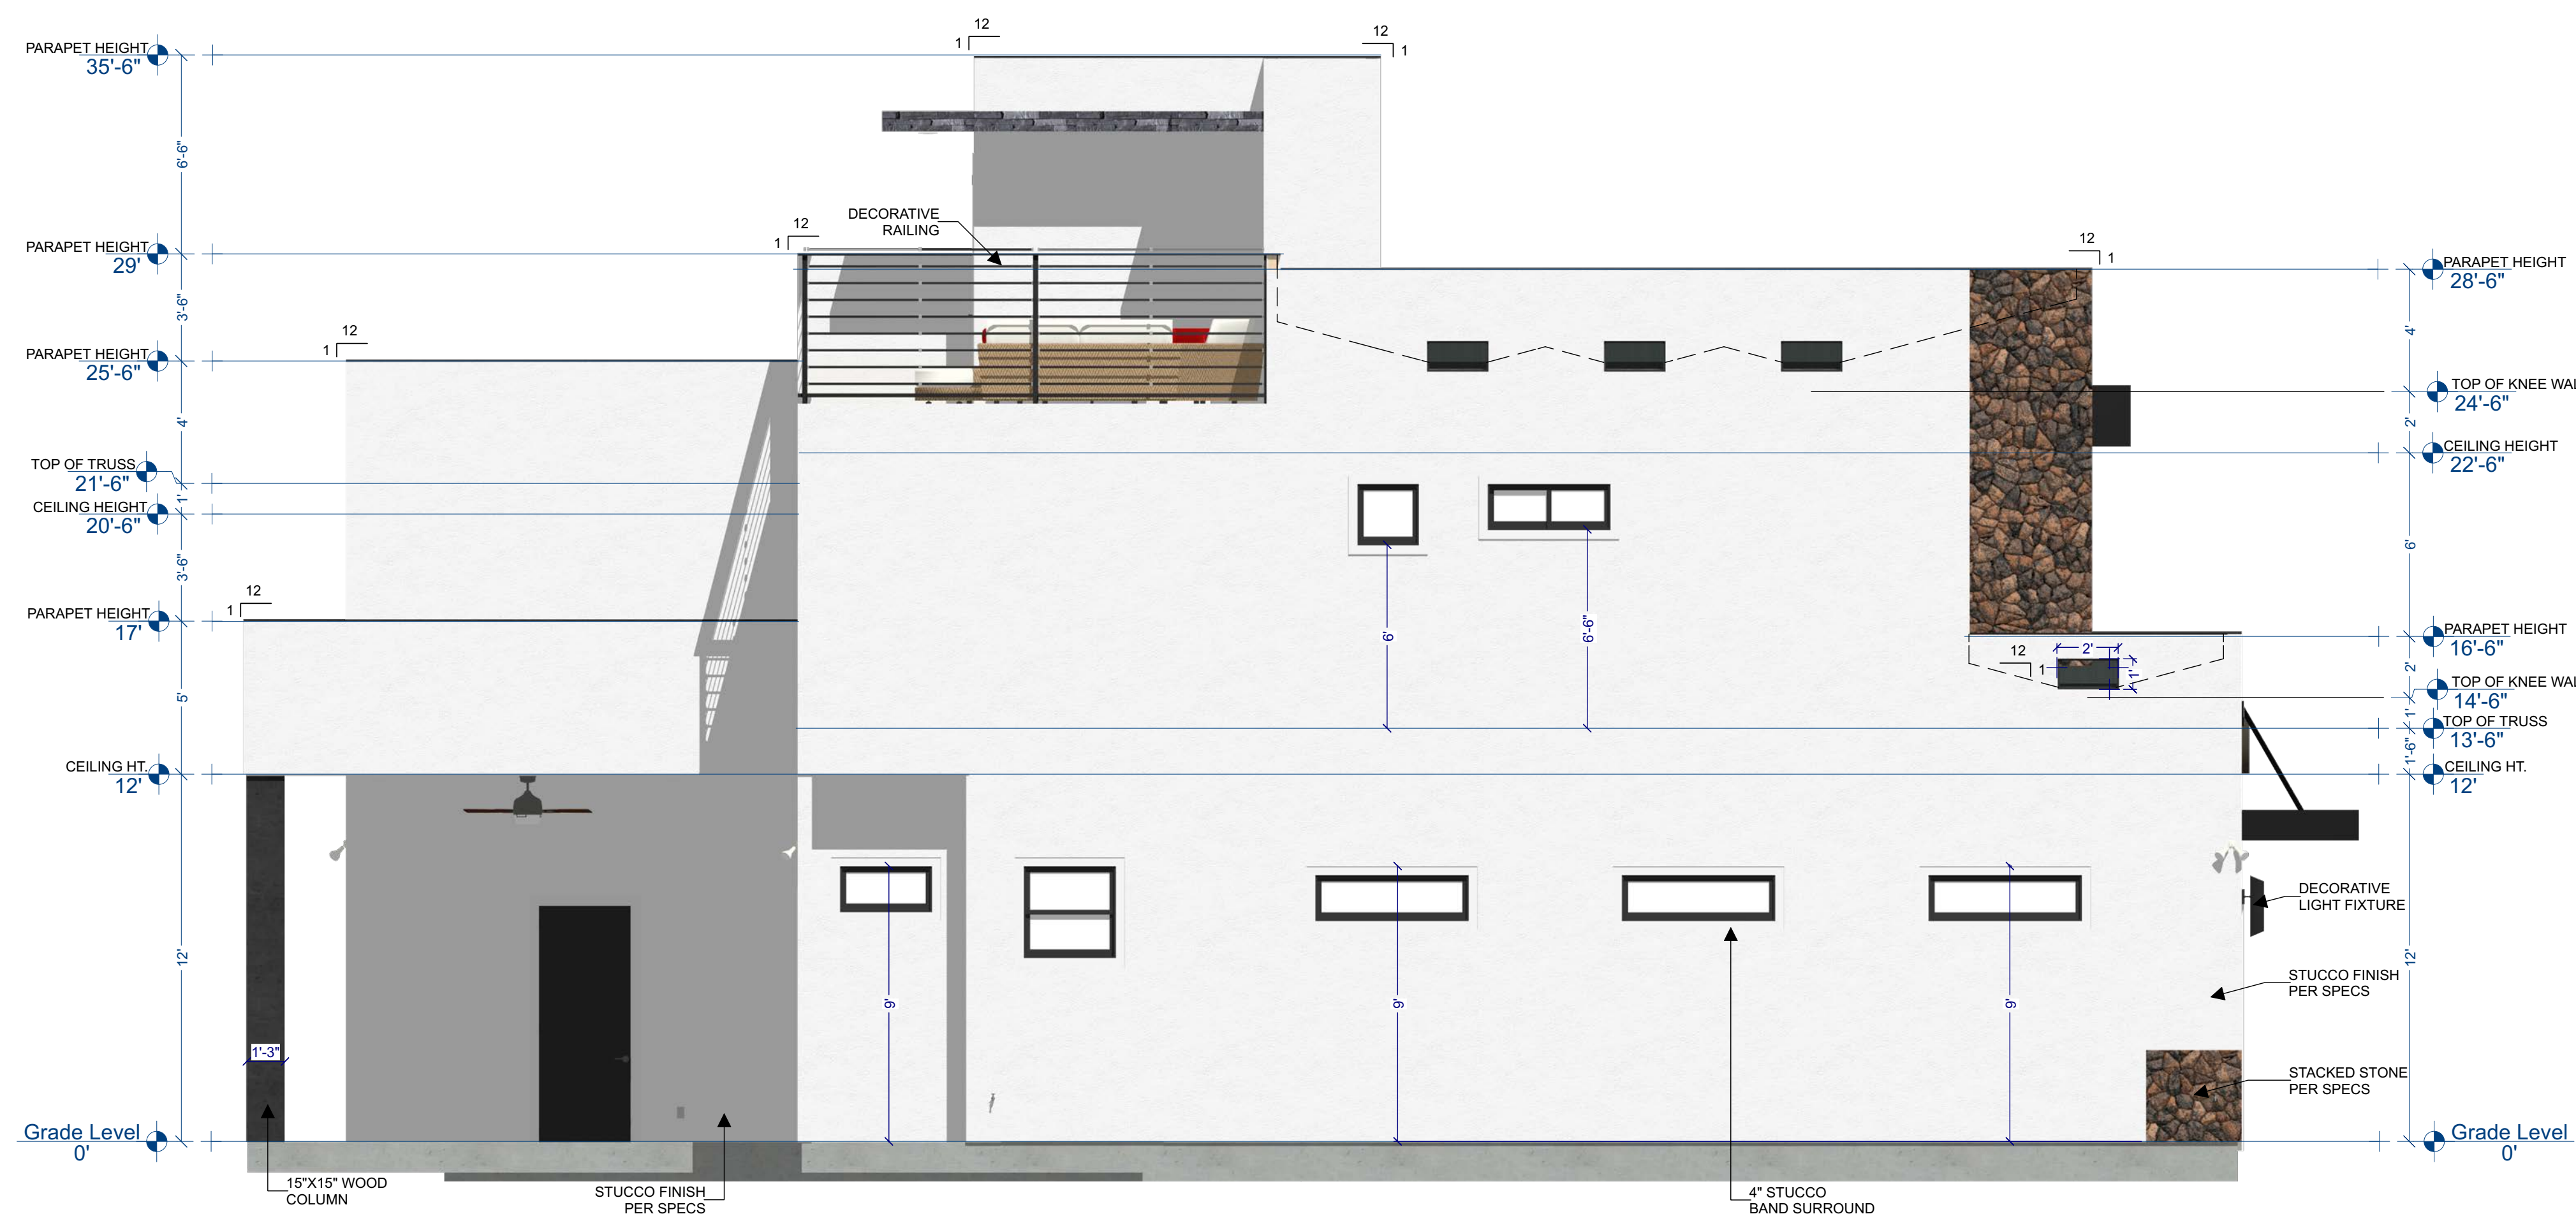 12
1
12
1
PARAPET HEIGHT
35'-6"
6'-6"
DECORATIVE
RAILING
12
1
PARAPET HEIGHT
29'
3'-6"
12
1
PARAPET HEIGHT
28'-6"
4'
12
1
PARAPET HEIGHT
25'-6"
4'
TOP OF KNEE WAL
24'-6"
2'
CEILING HEIGHT
22'-6"
TOP OF TRUSS
21'-6"
1'
CEILING HEIGHT
20'-6"
3'-6"
6'
12
1
PARAPET HEIGHT
17'
5'
6'
6'-6"
PARAPET HEIGHT
16'-6"
2'
12
1
2'
1'
TOP OF KNEE WAL
14'-6"
1'
TOP OF TRUSS
13'-6"
1'-6"
CEILING HT.
12'
CEILING HT.
12'
DECORATIVE
LIGHT FIXTURE
12'
9'
9'
9'
12'
STUCCO FINISH
PER SPECS
1'-3"
STACKED STONE
PER SPECS
Grade Level
0'
Grade Level
0'
15"X15" WOOD
COLUMN
STUCCO FINISH
PER SPECS
4" STUCCO
BAND SURROUND